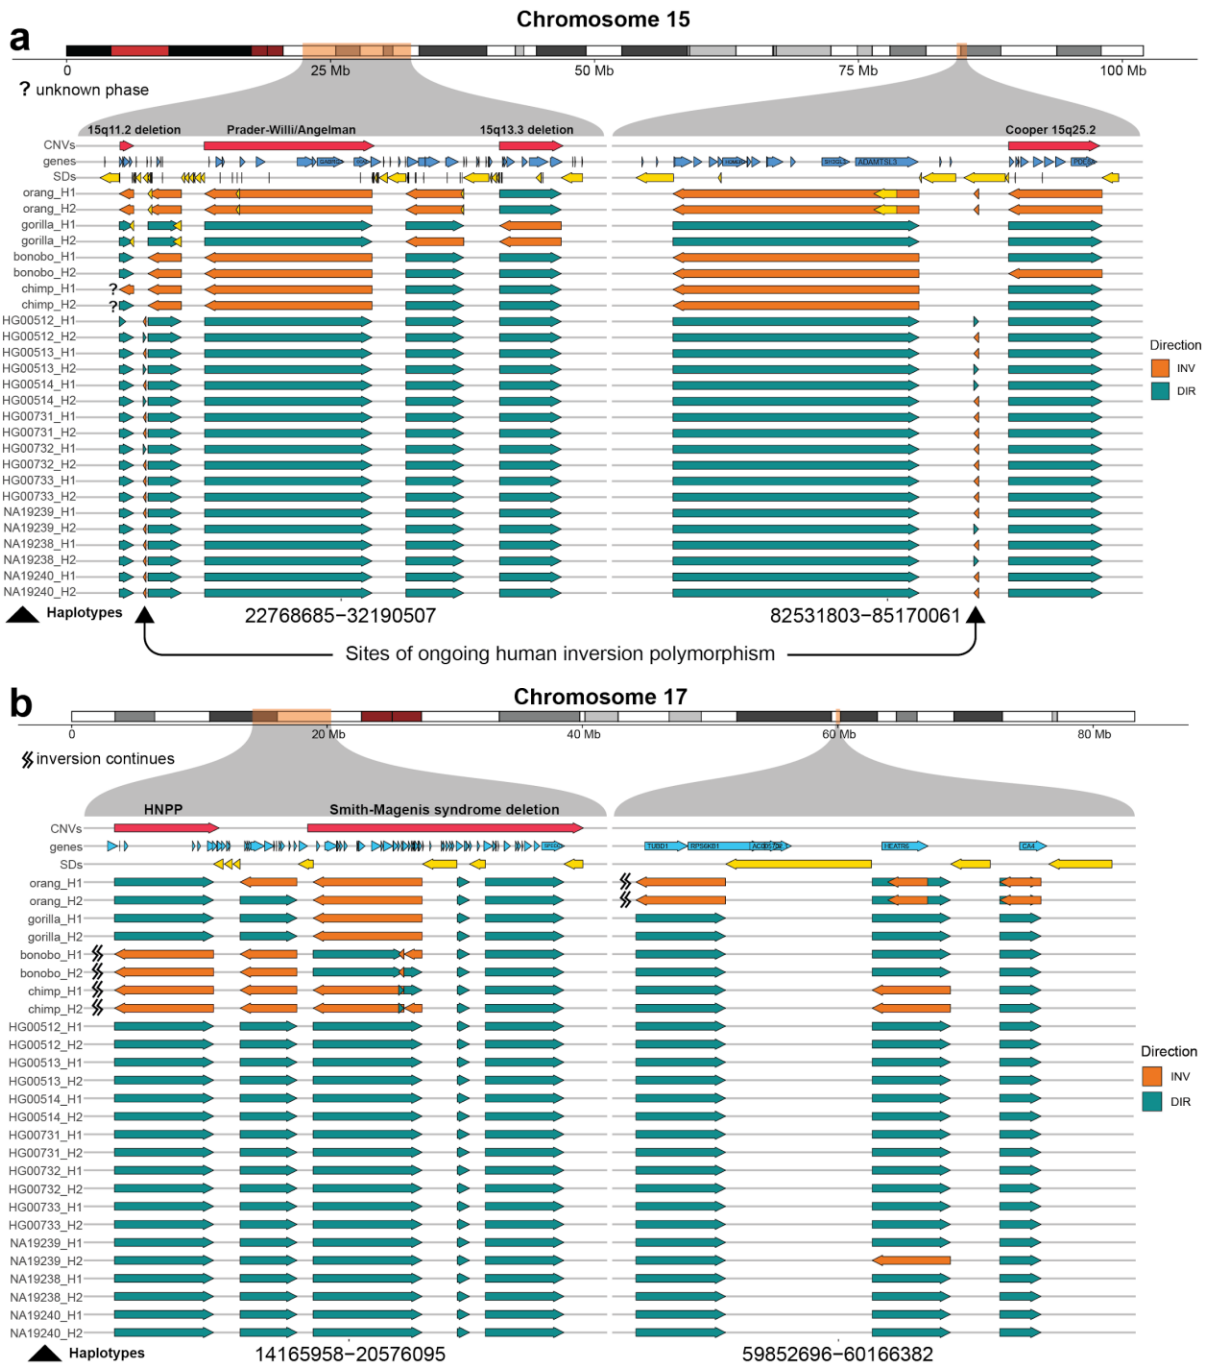 a
Chromosome 15
0 25 Mb 50 Mb 75 Mb 100 Mb
? unknown phase
15q11.2 deletion Prader-Willi/Angelman 15q13.3 deletion Cooper 15q25.2
CNVs
genes ADAMTSL3
SDs
orang_H1
orang_H2
gorilla_H1
gorilla_H2
bonobo_H1
bonobo_H2
chimp_H1 ?
chimp_H2 ?
HG00512_H1
HG00512_H2
HG00513_H1
HG00513_H2
HG00514_H1
HG00514_H2
HG00731_H1
HG00731_H2
HG00732_H1
HG00732_H2
HG00733_H1
HG00733_H2
NA19239_H1
NA19239_H2
NA19238_H1
NA19238_H2
NA19240_H1
NA19240_H2
Direction
INV
DIR
Haplotypes 22768685−32190507 82531803−85170061
Sites of ongoing human inversion polymorphism
b
Chromosome 17
0 20 Mb 40 Mb 60 Mb 80 Mb
inversion continues
HNPP Smith-Magenis syndrome deletion
CNVs
genes TUBD1 RPS6KB1 HEATR6 CA4
SDs
orang_H1
orang_H2
gorilla_H1
gorilla_H2
bonobo_H1
bonobo_H2
chimp_H1
chimp_H2
HG00512_H1
HG00512_H2
HG00513_H1
HG00513_H2
HG00514_H1
HG00514_H2
HG00731_H1
HG00731_H2
HG00732_H1
HG00732_H2
HG00733_H1
HG00733_H2
NA19239_H1
NA19239_H2
NA19238_H1
NA19238_H2
NA19240_H1
NA19240_H2
Direction
INV
DIR
Haplotypes 14165958−20576095 59852696−60166382